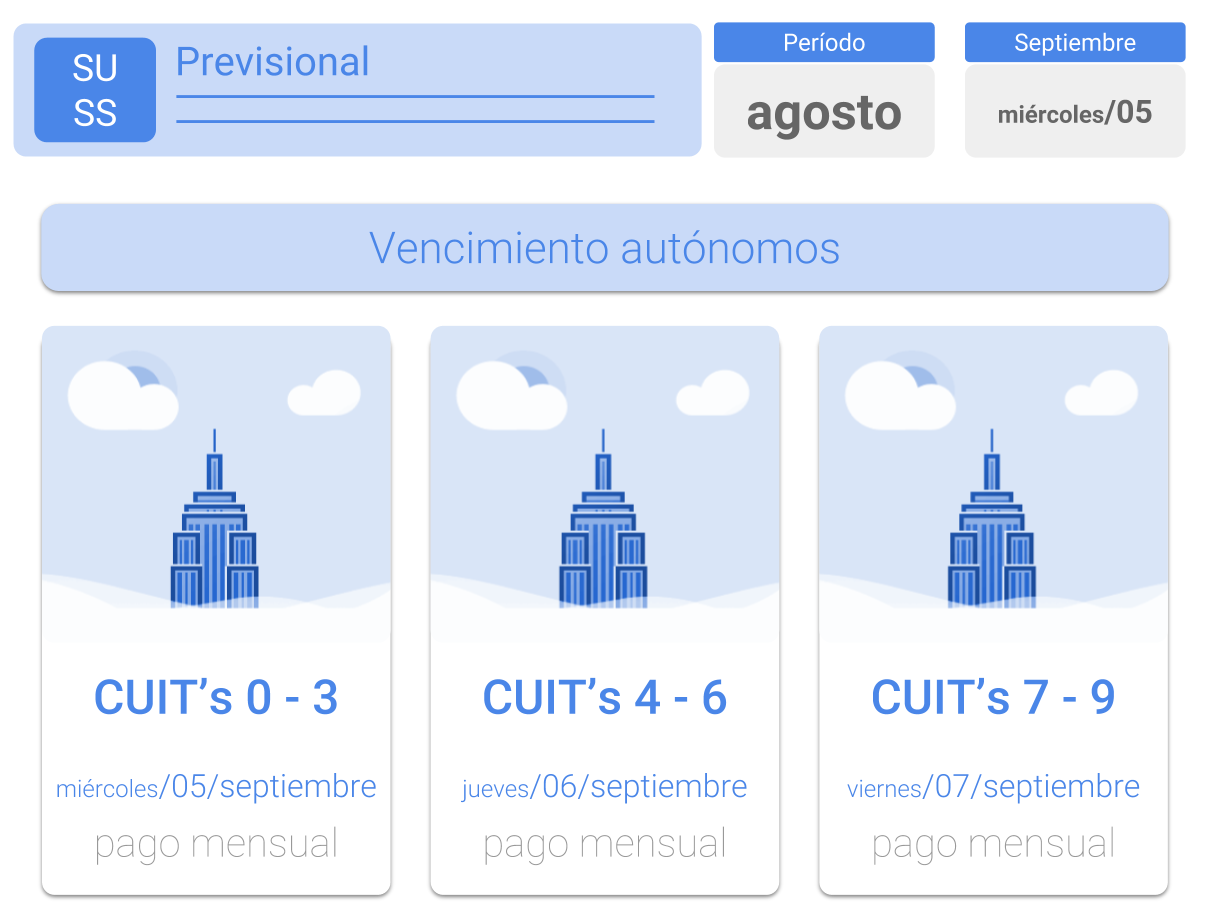 SU
SS
Previsional
Período
agosto
Septiembre
miércoles/05
Vencimiento autónomos
CUIT’s 0 - 3
miércoles/05/septiembre
pago mensual
CUIT’s 4 - 6
jueves/06/septiembre
pago mensual
CUIT’s 7 - 9
viernes/07/septiembre
pago mensual